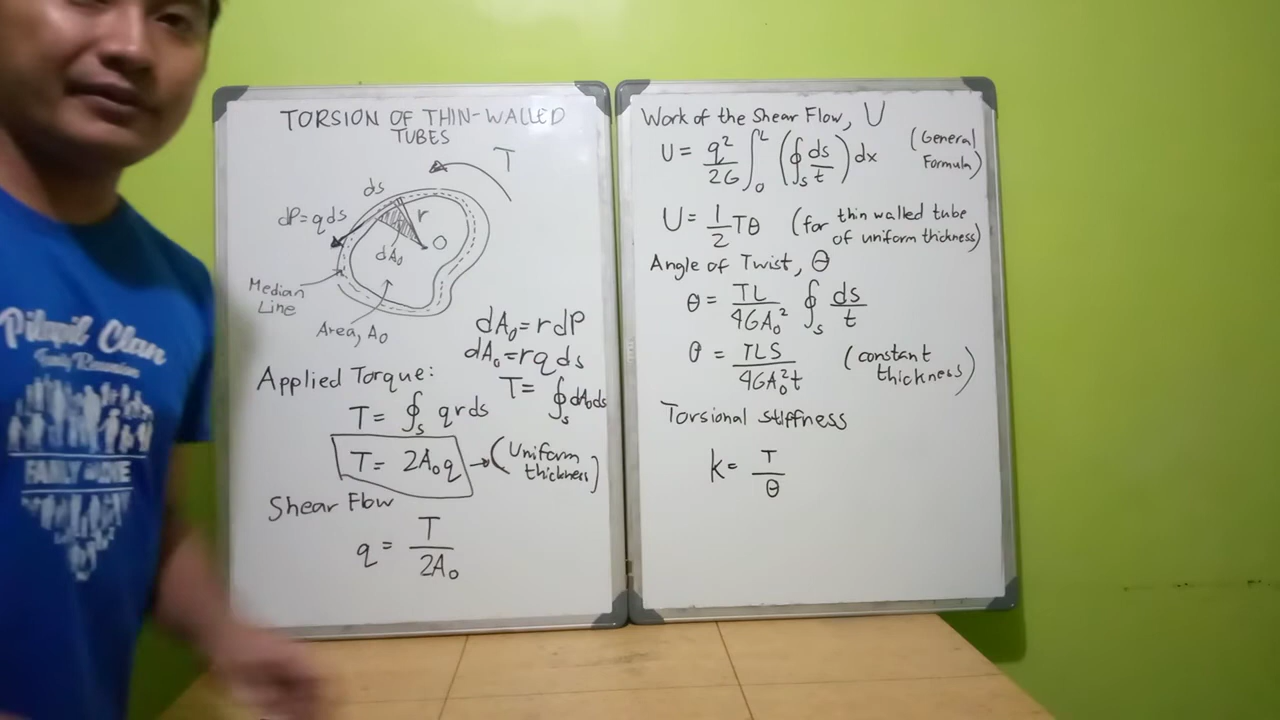 TORSION OF THIN-WALLED
TUBES
T
ds
dP = q ds
r
O
dA₀
Median
Line
Area, A₀
dA₀ = r dP
dA₀ = r q ds
Applied Torque:
T = ∮ₛ q r ds
T = ∮ₛ dA₀ ds
T = 2A₀q → (Uniform
thickness)
Shear Flow
q = T / 2A₀
Work of the Shear Flow, U
U = q²/2G ∫₀ᴸ (∮ₛ ds/t) dx (General
Formula)
U = 1/2 Tθ (for thin walled tube
of uniform thickness)
Angle of Twist, θ
θ = TL/4GA₀² ∮ₛ ds/t
θ = TLS/4GA₀²t (constant
thickness)
Torsional stiffness
k = T/θ
Pilapil Clan
Family Reunion
FAMILY